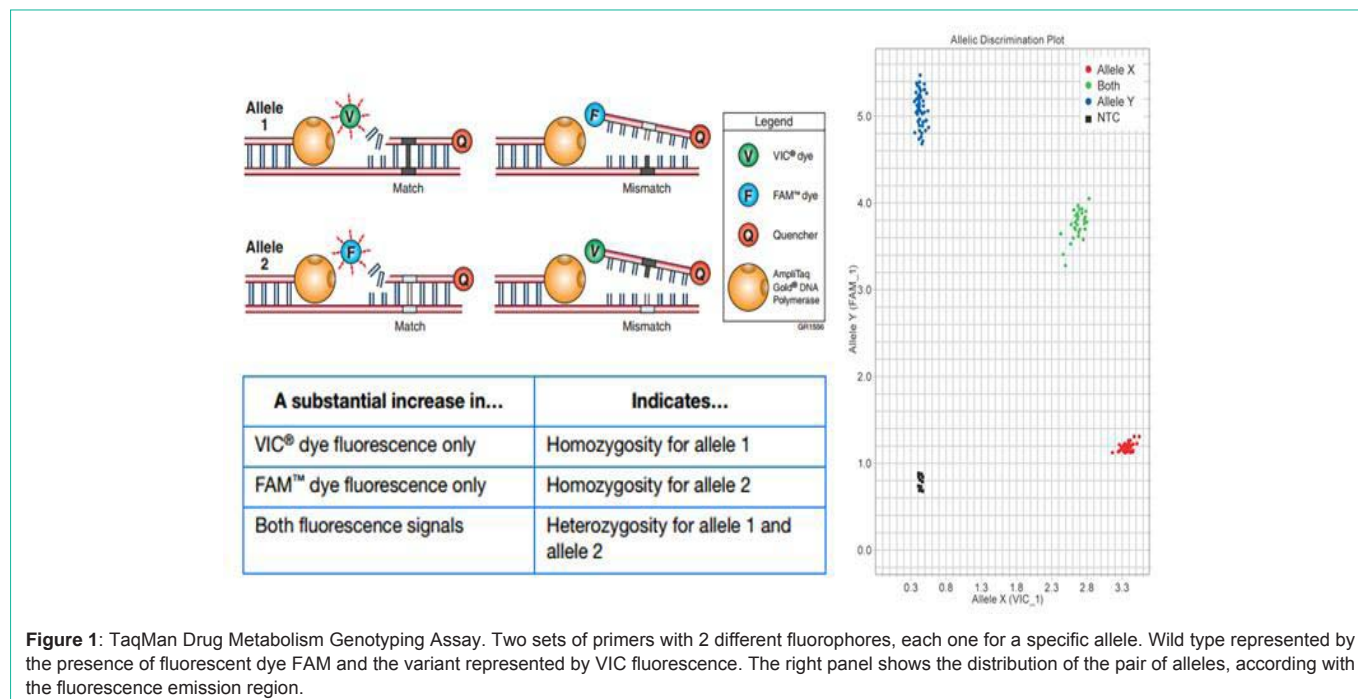 Allele
1
V
Q
Match
F
Q
Mismatch
Allele
2
F
Q
Match
V
Q
Mismatch
Legend
V VIC® dye
F FAM™ dye
Q Quencher
AmpliTaq
Gold® DNA
Polymerase
GR1556
A substantial increase in... Indicates...
VIC® dye fluorescence only Homozygosity for allele 1
FAM™ dye fluorescence only Homozygosity for allele 2
Both fluorescence signals Heterozygosity for allele 1 and
allele 2
Allelic Discrimination Plot
Allele X
Both
Allele Y
NTC
5.0
4.0
3.0
2.0
1.0
0.0
Allele Y (FAM_1)
0.3 0.8 1.3 1.8 2.3 2.8 3.3
Allele X (VIC_1)
Figure 1: TaqMan Drug Metabolism Genotyping Assay. Two sets of primers with 2 different fluorophores, each one for a specific allele. Wild type represented by
the presence of fluorescent dye FAM and the variant represented by VIC fluorescence. The right panel shows the distribution of the pair of alleles, according with
the fluorescence emission region.